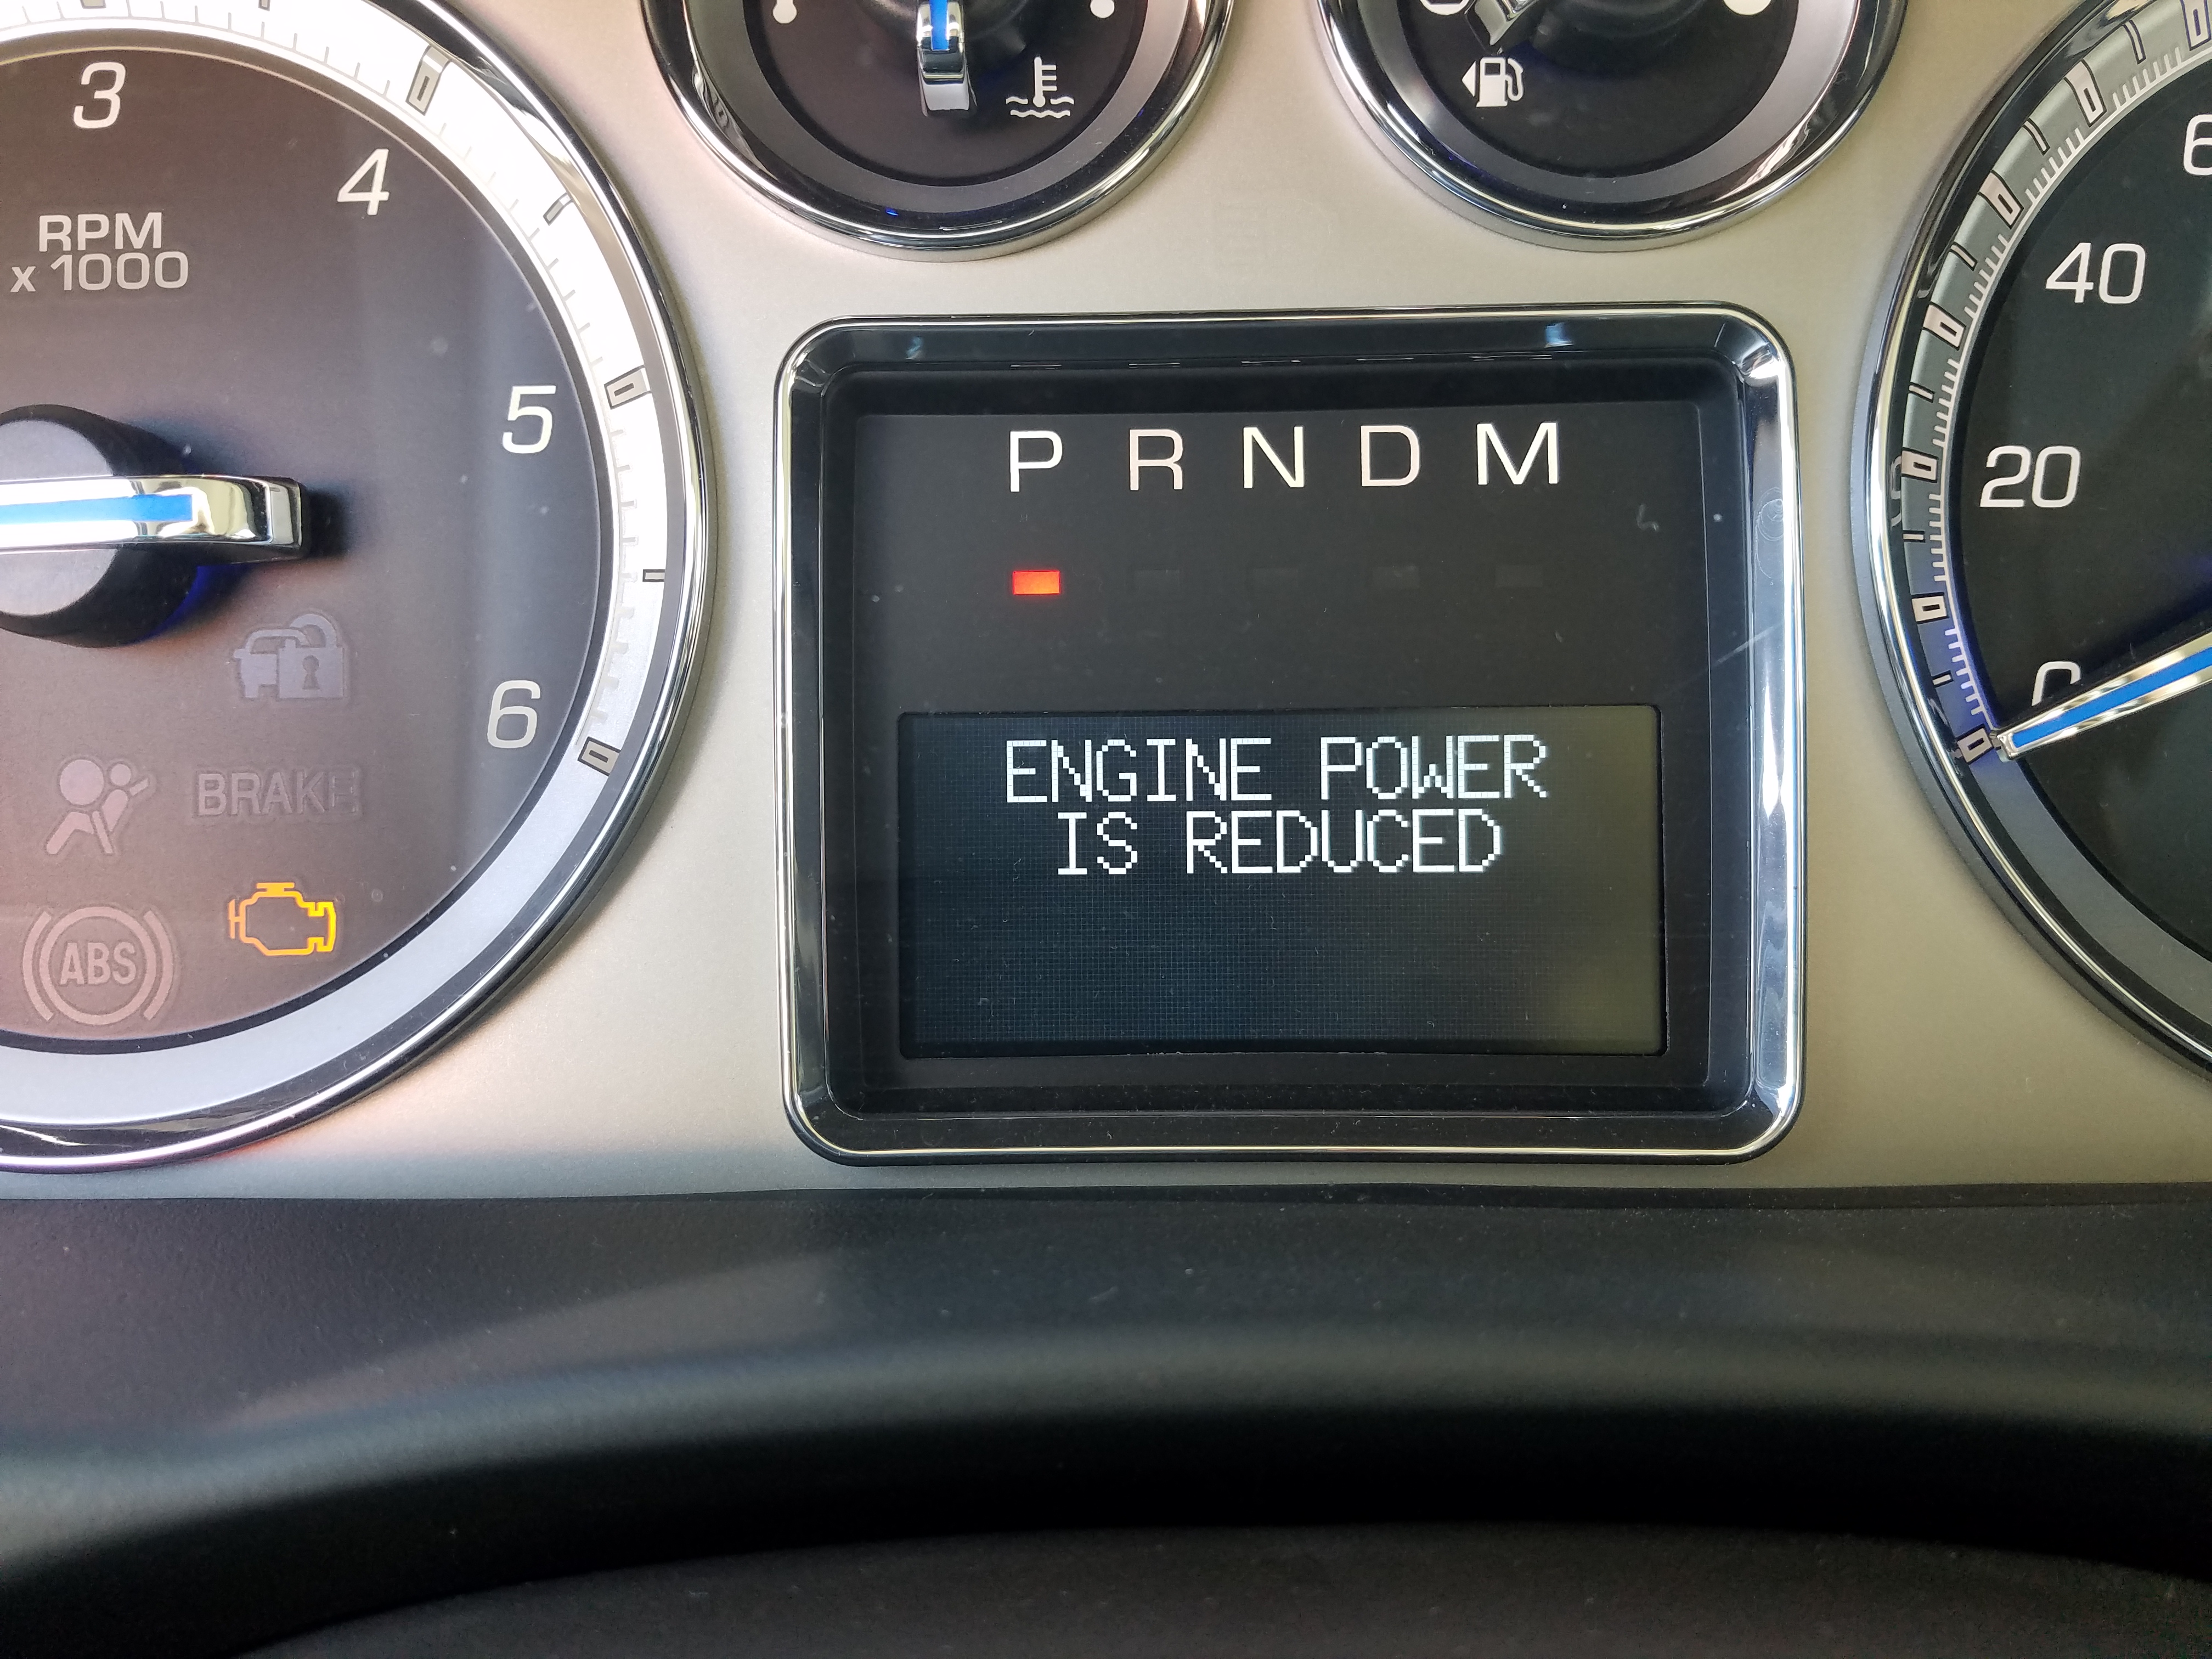 3
4
RPM
x 1000
5
6
BRAKE
ABS
P R N D M
ENGINE POWER
IS REDUCED
40
20
0